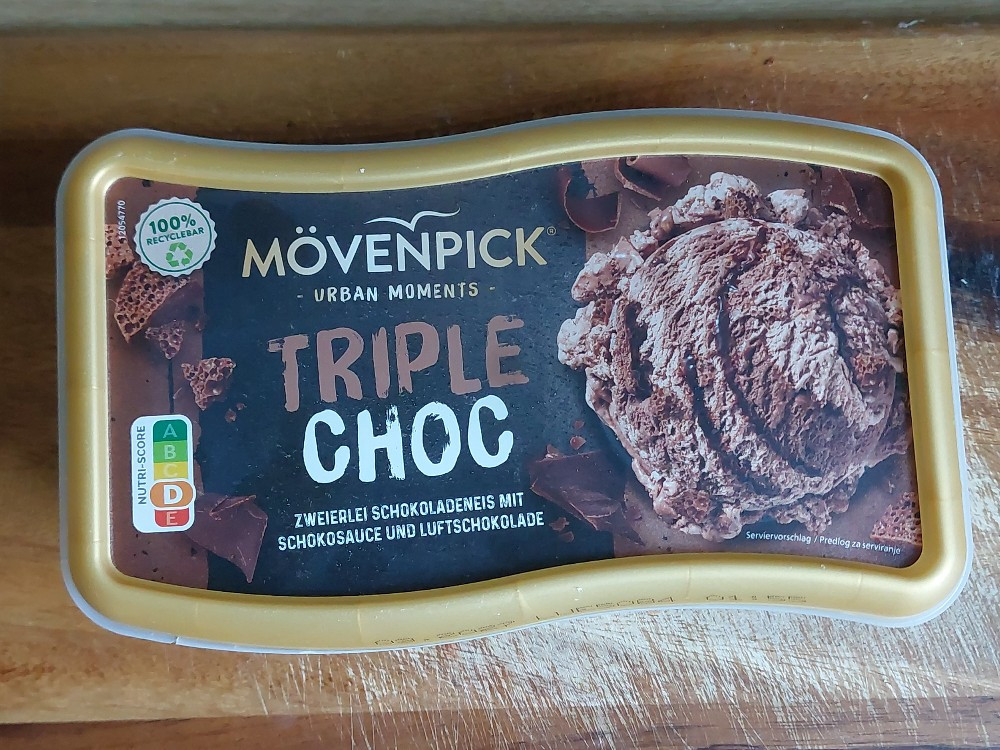 12054770
100%
RECYCLEBAR
MÖVENPICK®
- URBAN MOMENTS -
TRIPLE
CHOC
ZWEIERLEI SCHOKOLADENEIS MIT
SCHOKOSAUCE UND LUFTSCHOKOLADE
NUTRI-SCORE
A
B
C
D
E
Serviervorschlag / Predlog za serviranje